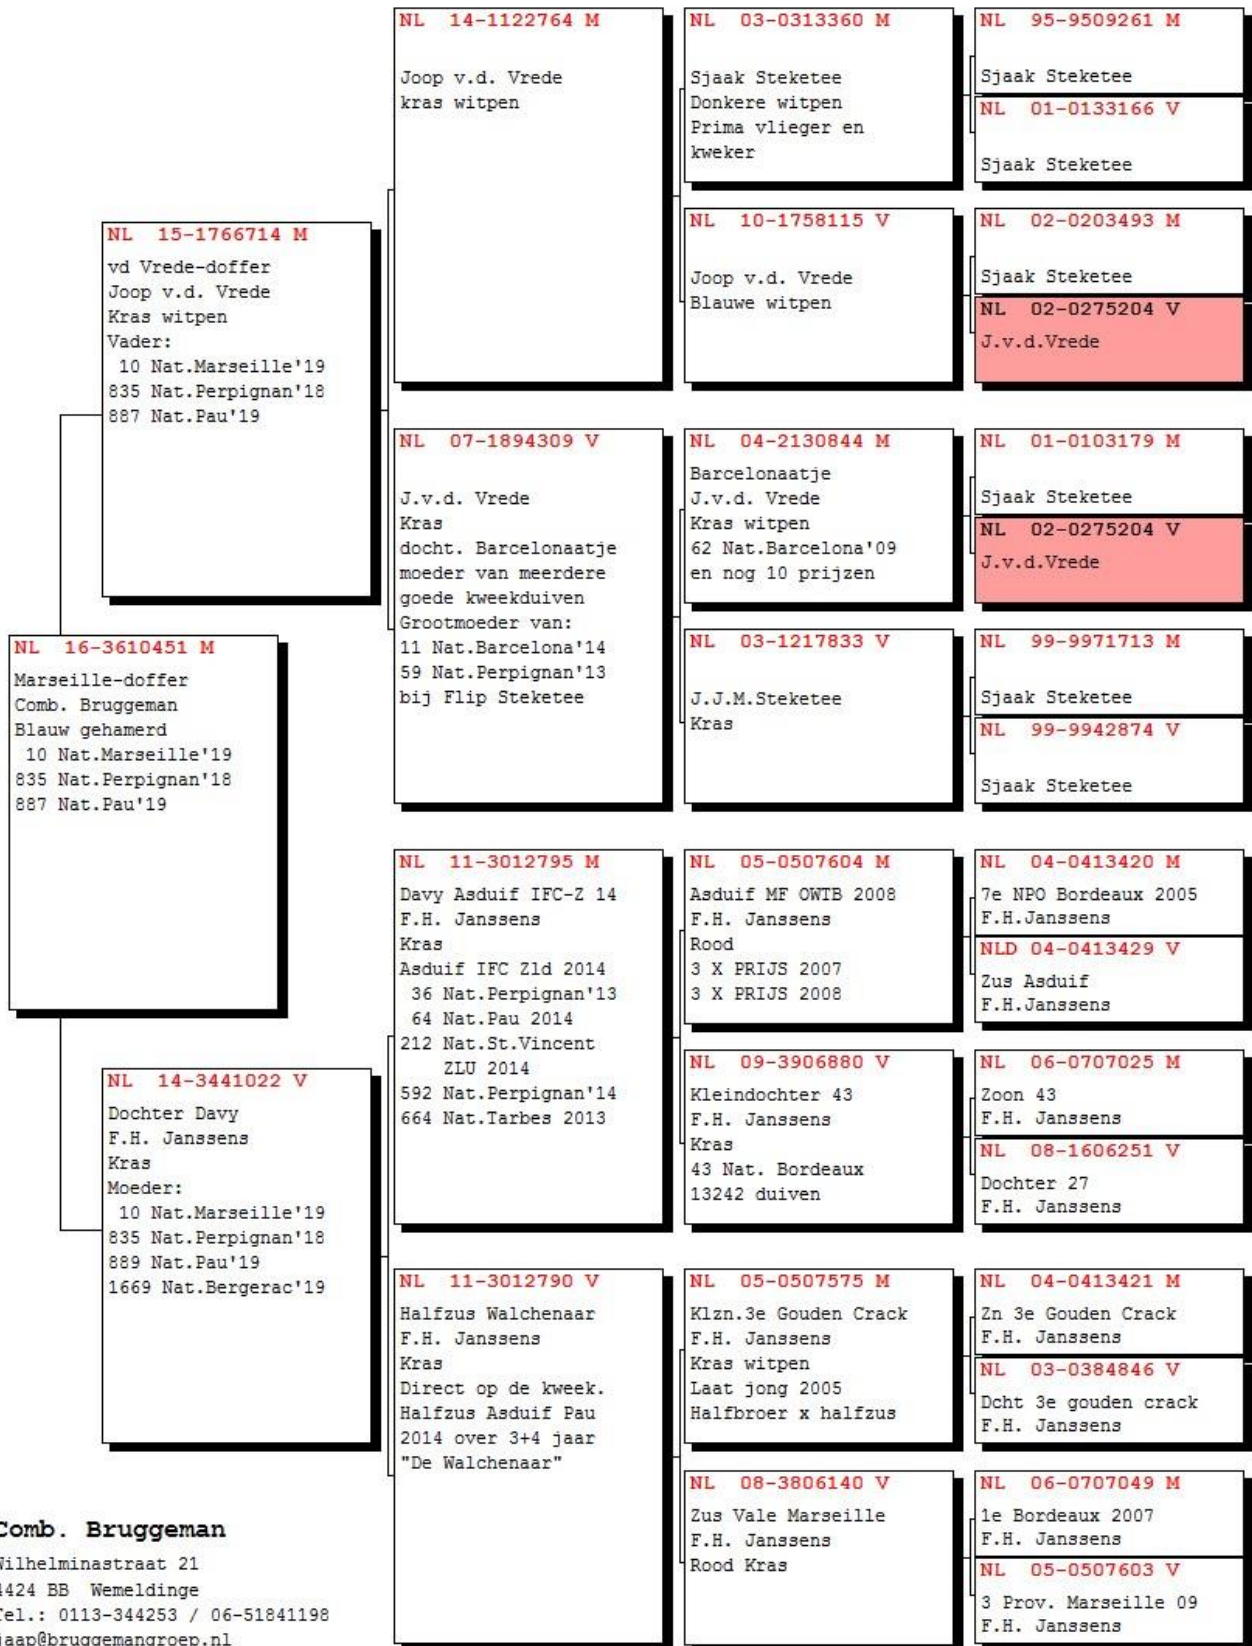 NL 16-3610451 M
Marseille-doffer
Comb. Bruggeman
Blauw gehamerd
10 Nat.Marseille'19
835 Nat.Perpignan'18
887 Nat.Pau'19
NL 15-1766714 M
vd Vrede-doffer
Joop v.d. Vrede
Kras witpen
Vader:
10 Nat.Marseille'19
835 Nat.Perpignan'18
887 Nat.Pau'19
NL 14-3441022 V
Dochter Davy
F.H. Janssens
Kras
Moeder:
10 Nat.Marseille'19
835 Nat.Perpignan'18
889 Nat.Pau'19
1669 Nat.Bergerac'19
NL 14-1122764 M
Joop v.d. Vrede
kras witpen
NL 07-1894309 V
J.v.d. Vrede
Kras
docht. Barcelonaatje
moeder van meerdere
goede kweekduiven
Grootmoeder van:
11 Nat.Barcelona'14
59 Nat.Perpignan'13
bij Flip Steketee
NL 11-3012795 M
Davy Asduif IFC-Z 14
F.H. Janssens
Kras
Asduif IFC Zld 2014
36 Nat.Perpignan'13
64 Nat.Pau 2014
212 Nat.St.Vincent
ZLU 2014
592 Nat.Perpignan'14
664 Nat.Tarbes 2013
NL 11-3012790 V
Halfzus Walchenaar
F.H. Janssens
Kras
Direct op de kweek.
Halfzus Asduif Pau
2014 over 3+4 jaar
"De Walchenaar"
NL 03-0313360 M
Sjaak Steketee
Donkere witpen
Prima vlieger en
kweker
NL 10-1758115 V
Joop v.d. Vrede
Blauwe witpen
NL 04-2130844 M
Barcelonaatje
J.v.d. Vrede
Kras witpen
62 Nat.Barcelona'09
en nog 10 prijzen
NL 03-1217833 V
J.J.M.Steketee
Kras
NL 05-0507604 M
Asduif MF OWTB 2008
F.H. Janssens
Rood
3 X PRIJS 2007
3 X PRIJS 2008
NL 09-3906880 V
Kleindochter 43
F.H. Janssens
Kras
43 Nat. Bordeaux
13242 duiven
NL 05-0507575 M
Klzn.3e Gouden Crack
F.H. Janssens
Kras witpen
Laat jong 2005
Halfbroer x halfzus
NL 08-3806140 V
Zus Vale Marseille
F.H. Janssens
Rood Kras
NL 95-9509261 M
Sjaak Steketee
NL 01-0133166 V
Sjaak Steketee
NL 02-0203493 M
Sjaak Steketee
NL 02-0275204 V
J.v.d.Vrede
NL 01-0103179 M
Sjaak Steketee
NL 02-0275204 V
J.v.d.Vrede
NL 99-9971713 M
Sjaak Steketee
NL 99-9942874 V
Sjaak Steketee
NL 04-0413420 M
7e NPO Bordeaux 2005
F.H.Janssens
NLD 04-0413429 V
Zus Asduif
F.H.Janssens
NL 06-0707025 M
Zoon 43
F.H. Janssens
NL 08-1606251 V
Dochter 27
F.H. Janssens
NL 04-0413421 M
Zn 3e Gouden Crack
F.H. Janssens
NL 03-0384846 V
Dcht 3e gouden crack
F.H. Janssens
NL 06-0707049 M
1e Bordeaux 2007
F.H. Janssens
NL 05-0507603 V
3 Prov. Marseille 09
F.H. Janssens
Comb. Bruggeman
Wilhelminastraat 21
4424 BB Wemeldinge
Tel.: 0113-344253 / 06-51841198
jaap@bruggemangroep.nl